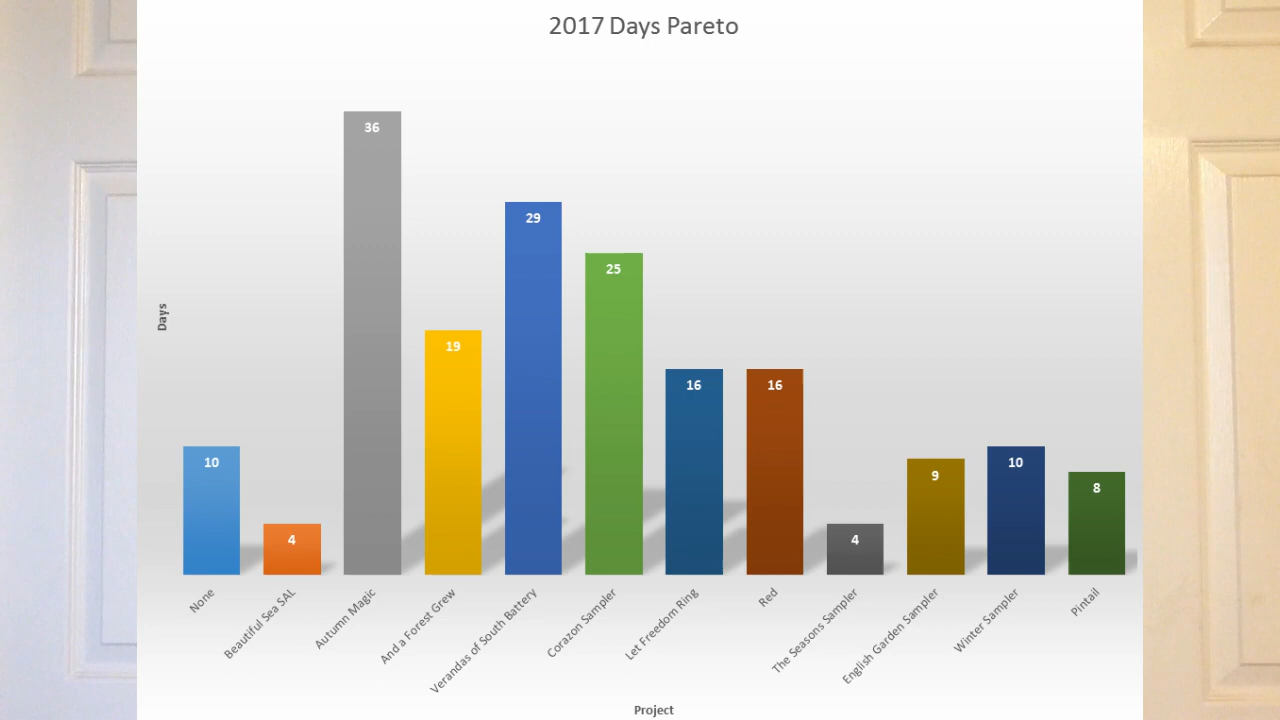 2017 Days Pareto
36
29
25
19
16
16
10
4
4
9
10
8
Days
None
Beautiful Sea SAL
Autumn Magic
And a Forest Grew
Verandas of South Battery
Corazon Sampler
Let Freedom Ring
Red
The Seasons Sampler
English Garden Sampler
Winter Sampler
Pintail
Project